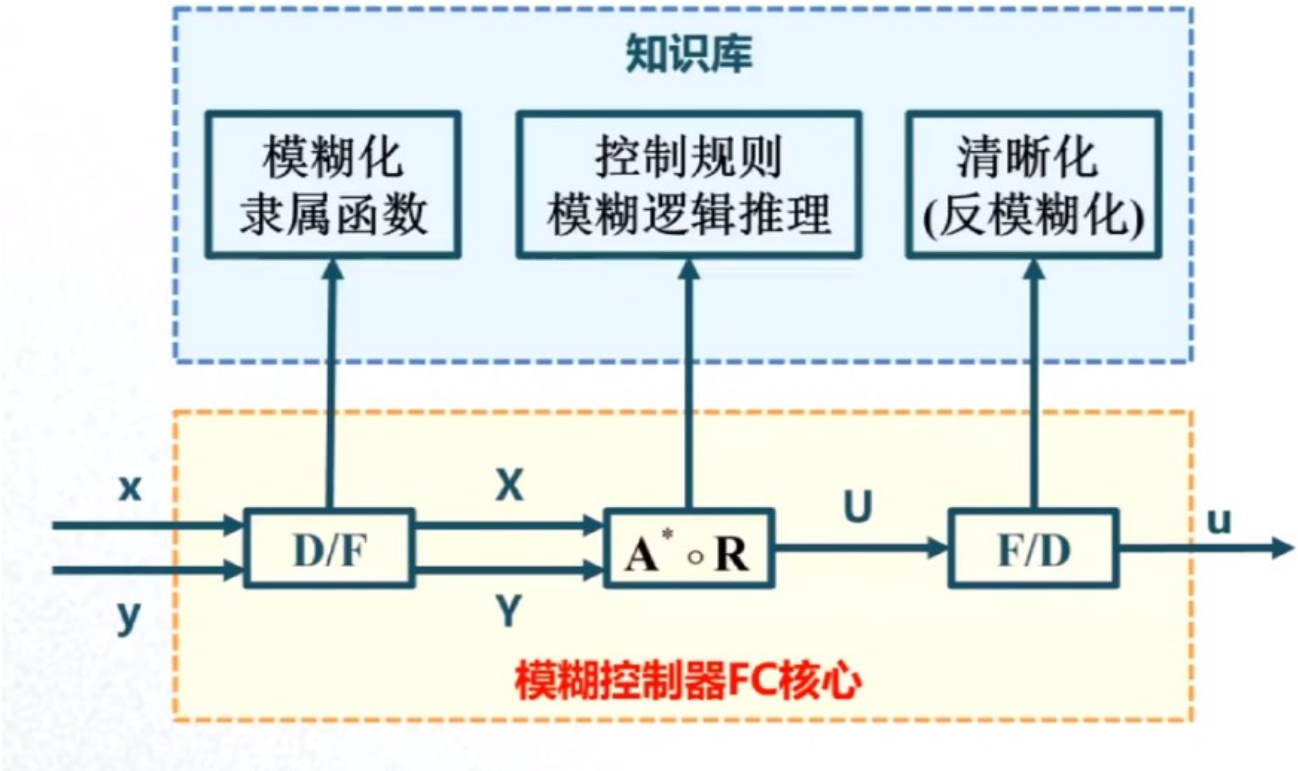 知识库
模糊化
隶属函数
控制规则
模糊逻辑推理
清晰化
(反模糊化)
x
y
D/F
X
Y
A* ∘ R
U
F/D
u
模糊控制器FC核心